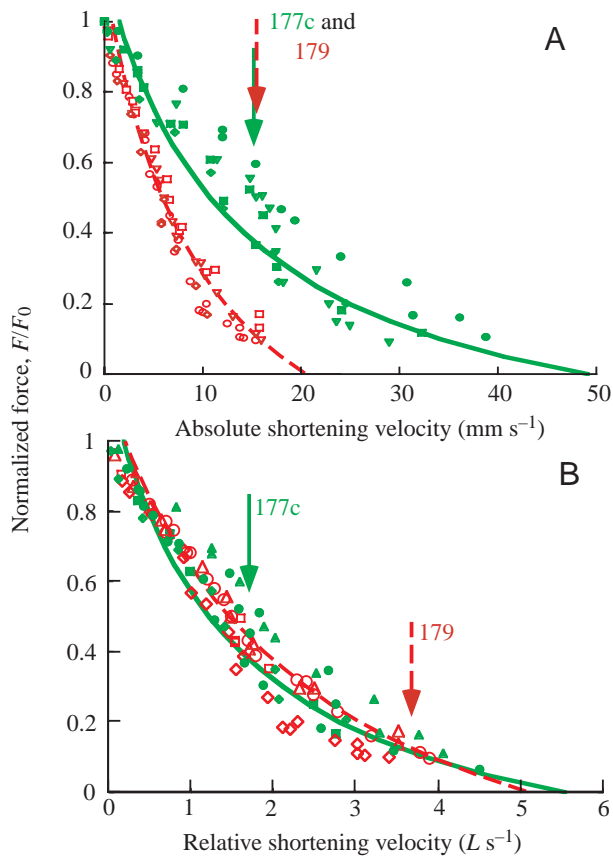 177c and
179
A
1
0.8
0.6
0.4
0.2
0
0 10 20 30 40 50
Absolute shortening velocity (mm s⁻¹)
Normalized force, F/F₀
B
1
177c
0.8
0.6
179
0.4
0.2
0
0 1 2 3 4 5 6
Relative shortening velocity (L s⁻¹)